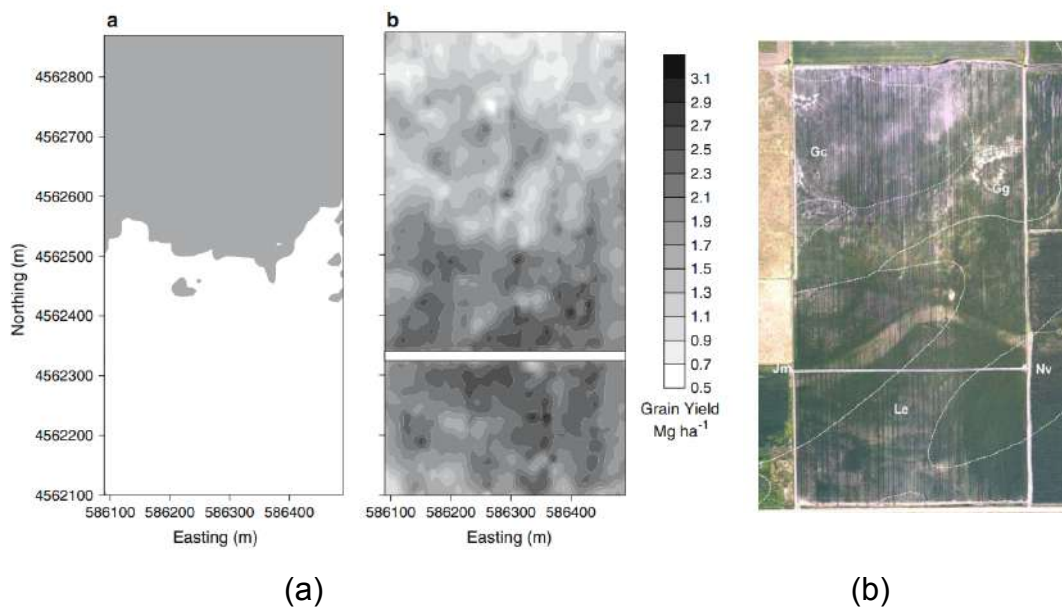 a
b
4562800
4562700
4562600
4562500
4562400
4562300
4562200
4562100
Northing (m)
586100 586200 586300 586400
Easting (m)
586100 586200 586300 586400
Easting (m)
3.1
2.9
2.7
2.5
2.3
2.1
1.9
1.7
1.5
1.3
1.1
0.9
0.7
0.5
Grain Yield
Mg ha⁻¹
Gc
Gg
Jm
Nv
Le
(a)
(b)